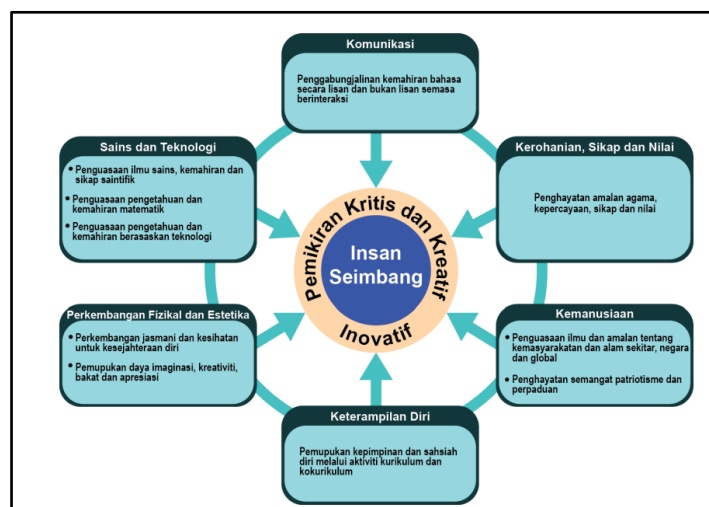 Komunikasi
Penggabungjalinan kemahiran bahasa
secara lisan dan bukan lisan semasa
berinteraksi
Sains dan Teknologi
• Penguasaan ilmu sains, kemahiran dan
sikap saintifik
• Penguasaan pengetahuan dan
kemahiran matematik
• Penguasaan pengetahuan dan
kemahiran berasaskan teknologi
Kerohanian, Sikap dan Nilai
Penghayatan amalan agama,
kepercayaan, sikap dan nilai
Pemikiran Kritis dan Kreatif
Insan
Seimbang
Inovatif
Perkembangan Fizikal dan Estetika
• Perkembangan jasmani dan kesihatan
untuk kesejahteraan diri
• Pemupukan daya imaginasi, kreativiti,
bakat dan apresiasi
Kemanusiaan
• Penguasaan ilmu dan amalan tentang
kemasyarakatan dan alam sekitar, negara
dan global
• Penghayatan semangat patriotisme dan
perpaduan
Keterampilan Diri
Pemupukan kepimpinan dan sahsiah
diri melalui aktiviti kurikulum dan
kokurikulum